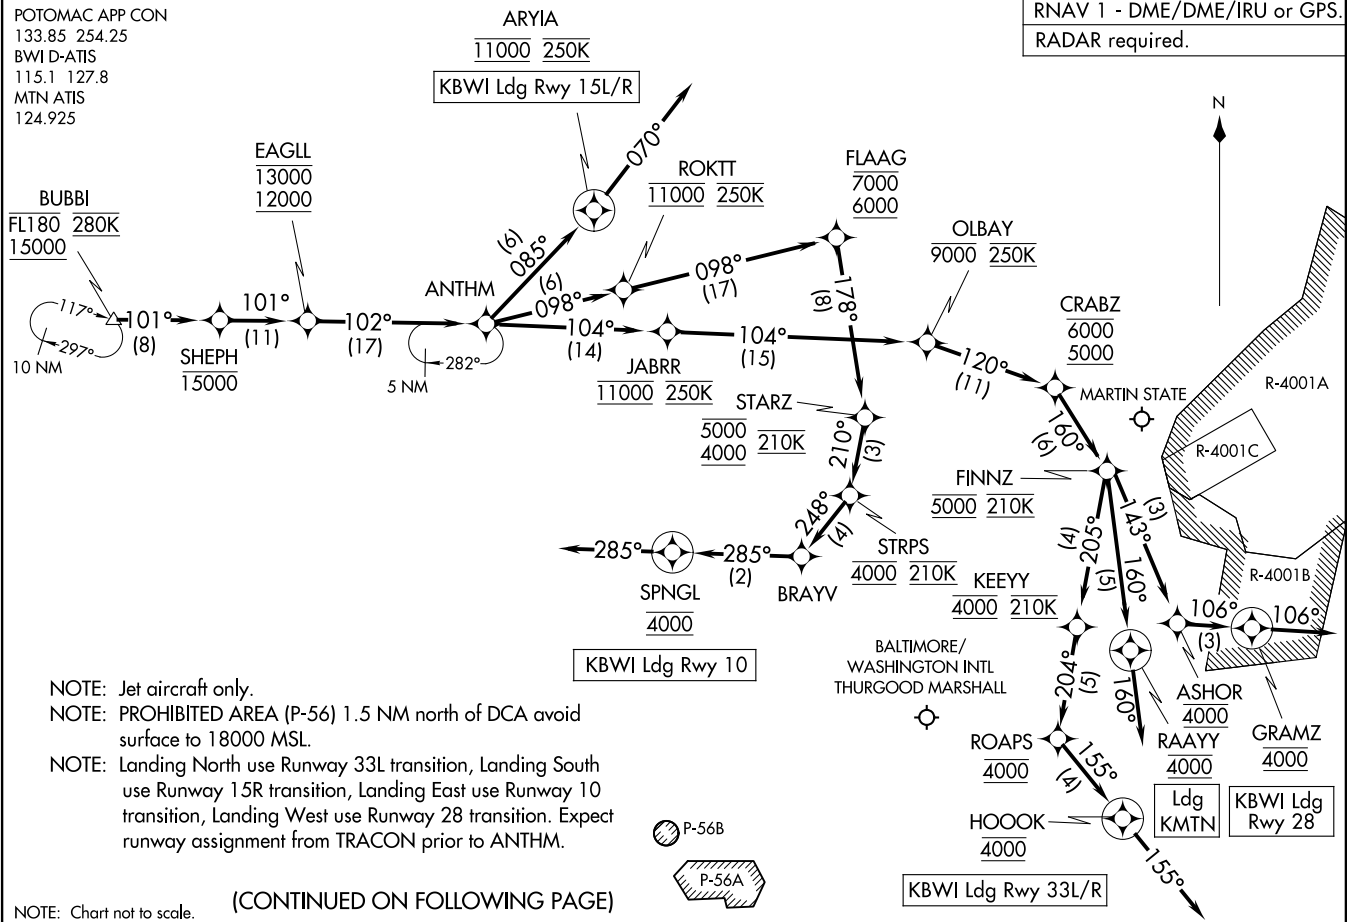 POTOMAC APP CON
133.85 254.25
BWI D-ATIS
115.1 127.8
MTN ATIS
124.925
RNAV 1 - DME/DME/IRU or GPS.
RADAR required.
ARYIA
11000 250K
KBWI Ldg Rwy 15L/R
070°
N
BUBBI
FL180 280K
15000
EAGLL
13000
12000
ROKTT
11000 250K
FLAAG
7000
6000
OLBAY
9000 250K
CRABZ
6000
5000
ANTHM
(6)
085°
(6)
098°
098°
(17)
178°
(8)
117°
297°
10 NM
101°
(8)
SHEPH
15000
101°
(11)
102°
(17)
282°
5 NM
104°
(14)
JABRR
11000 250K
104°
(15)
120°
(11)
MARTIN STATE
R-4001A
R-4001C
R-4001B
STARZ
5000
4000
210K
210°
(3)
160°
(6)
FINNZ
5000 210K
248°
(4)
STRPS
4000 210K
BRAYV
285°
(2)
285°
SPNGL
4000
KBWI Ldg Rwy 10
(4)
205°
(5)
160°
143°
(3)
KEEYY
4000 210K
106°
(3)
106°
BALTIMORE/
WASHINGTON INTL
THURGOOD MARSHALL
204°
(5)
160°
ASHOR
4000
GRAMZ
4000
KBWI Ldg
Rwy 28
RAAYY
4000
Ldg
KMTN
ROAPS
4000
155°
(4)
HOOOK
4000
155°
KBWI Ldg Rwy 33L/R
NOTE: Jet aircraft only.
NOTE: PROHIBITED AREA (P-56) 1.5 NM north of DCA avoid
surface to 18000 MSL.
NOTE: Landing North use Runway 33L transition, Landing South
use Runway 15R transition, Landing East use Runway 10
transition, Landing West use Runway 28 transition. Expect
runway assignment from TRACON prior to ANTHM.
P-56B
P-56A
(CONTINUED ON FOLLOWING PAGE)
NOTE: Chart not to scale.